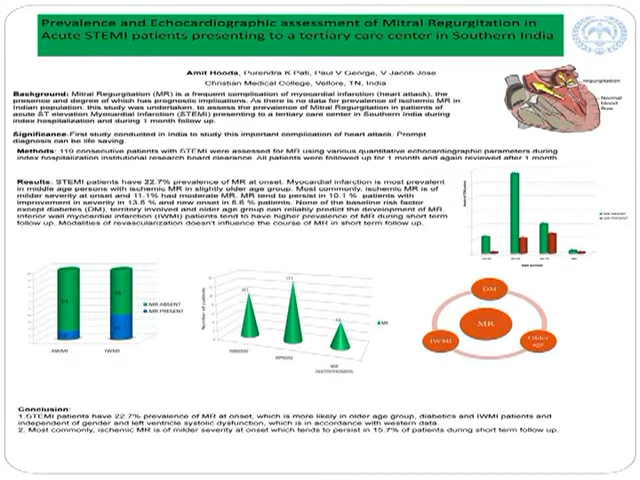 Prevalence and Echocardiographic assessment of Mitral Regurgitation in
Acute STEMI patients presenting to a tertiary care center in Southern India
Amit Hooda, Purendra K Pati, Paul V George, V Jacob Jose
Christian Medical College, Vellore, TN, India
Background: Mitral Regurgitation (MR) is a frequent complication of myocardial infarction (heart attack), the
presence and degree of which has prognostic implications. As there is no data for prevalence of ischemic MR in
Indian population, this study was undertaken, to assess the prevalence of Mitral Regurgitation in patients of
acute ST elevation Myocardial Infarction (STEMI) presenting to a tertiary care center in Southern India during
index hospitalization and during 1 month follow up.
regurgitation
Normal
blood
flow
Significance-First study conducted in India to study this important complication of heart attack. Prompt
diagnosis can be life saving.
Methods: 119 consecutive patients with STEMI were assessed for MR using various quantitative echocardiographic parameters during
index hospitalization institutional research board clearance. All patients were followed up for 1 month and again reviewed after 1 month
Results: STEMI patients have 22.7% prevalence of MR at onset. Myocardial infarction is most prevalent
in middle age persons with ischemic MR in slightly older age group. Most commonly, ischemic MR is of
milder severity at onset and 11.1% had moderate MR. MR tend to persist in 10.1 % patients with
improvement in severity in 13.6 % and new onset in 6.6 % patients. None of the baseline risk factor
except diabetes (DM), territory involved and older age group can reliably predict the development of MR.
Inferior wall myocardial infarction (IWMI) patients tend to have higher prevalence of MR during short term
follow up. Modalities of revascularization doesn't influence the course of MR in short term follow up.
MR ABSENT
MR PRESENT
MR ABSENT
MR PRESENT
AWMI
IWMI
Number of patients
MR
DM
MR
IWMI
Older
age
Conclusion:
1.STEMI patients have 22.7% prevalence of MR at onset, which is more likely in older age group, diabetics and IWMI patients and
independent of gender and left ventricle systolic dysfunction, which is in accordance with western data.
2. Most commonly, ischemic MR is of milder severity at onset which tends to persist in 15.7% of patients during short term follow up.